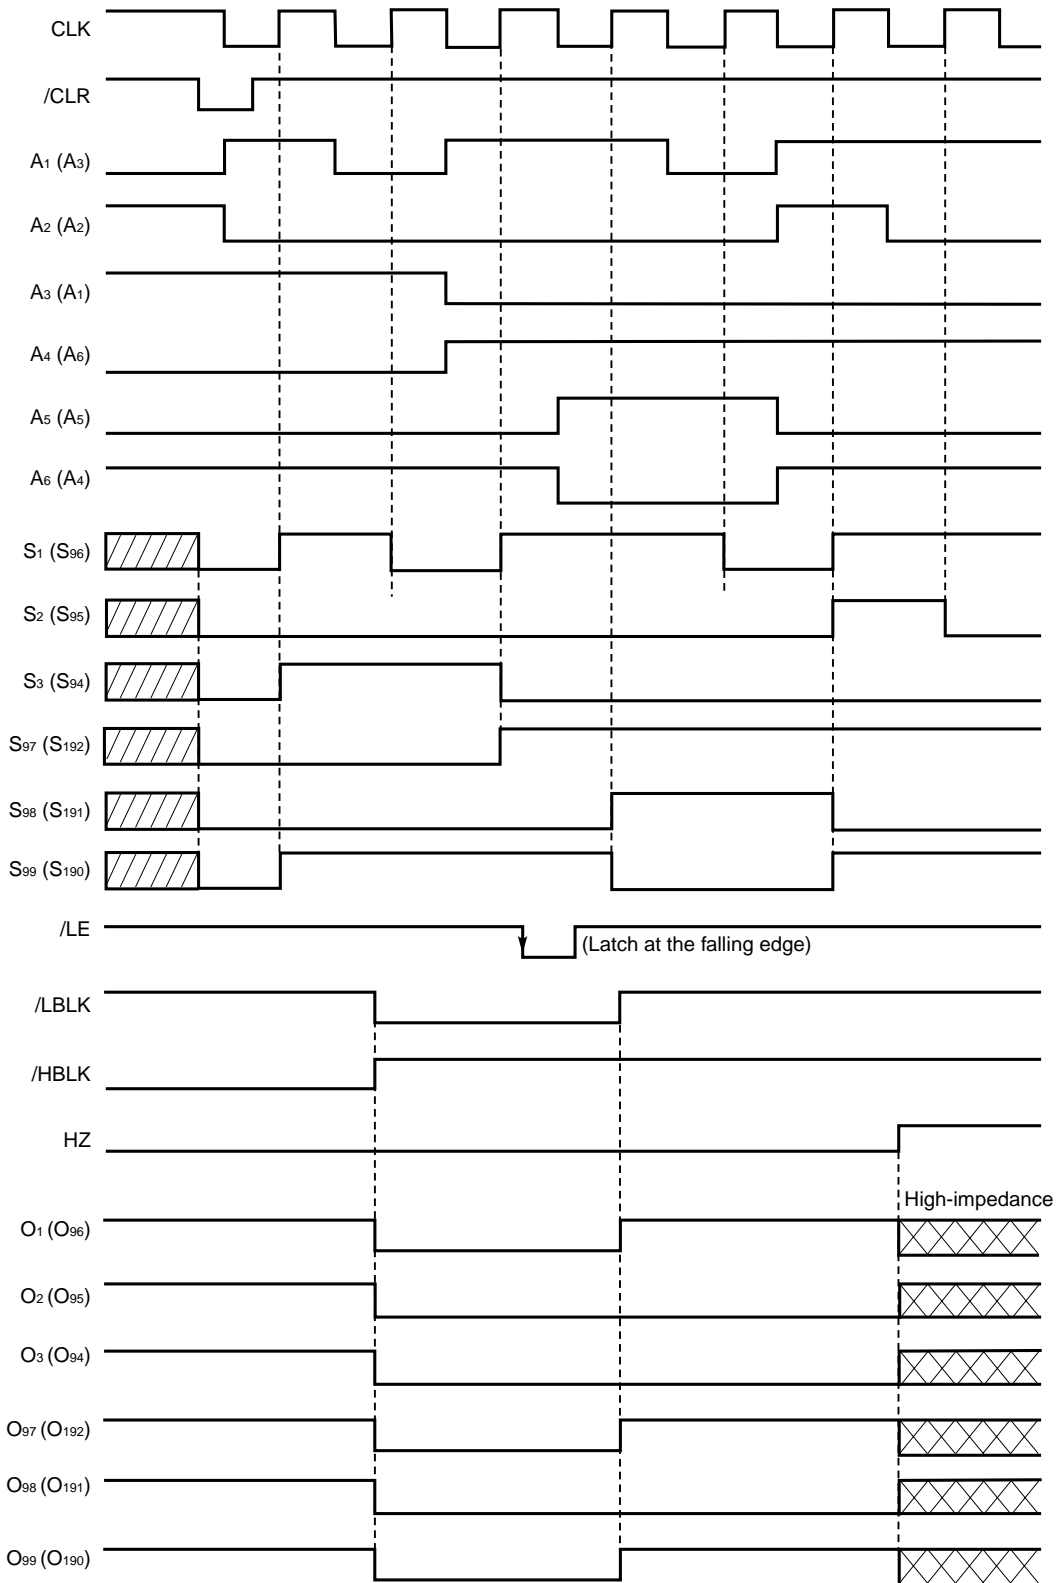 CLK
/CLR
A1 (A3)
A2 (A2)
A3 (A1)
A4 (A6)
A5 (A5)
A6 (A4)
S1 (S96)
S2 (S95)
S3 (S94)
S97 (S192)
S98 (S191)
S99 (S190)
/LE
(Latch at the falling edge)
/LBLK
/HBLK
HZ
High-impedance
O1 (O96)
O2 (O95)
O3 (O94)
O97 (O192)
O98 (O191)
O99 (O190)